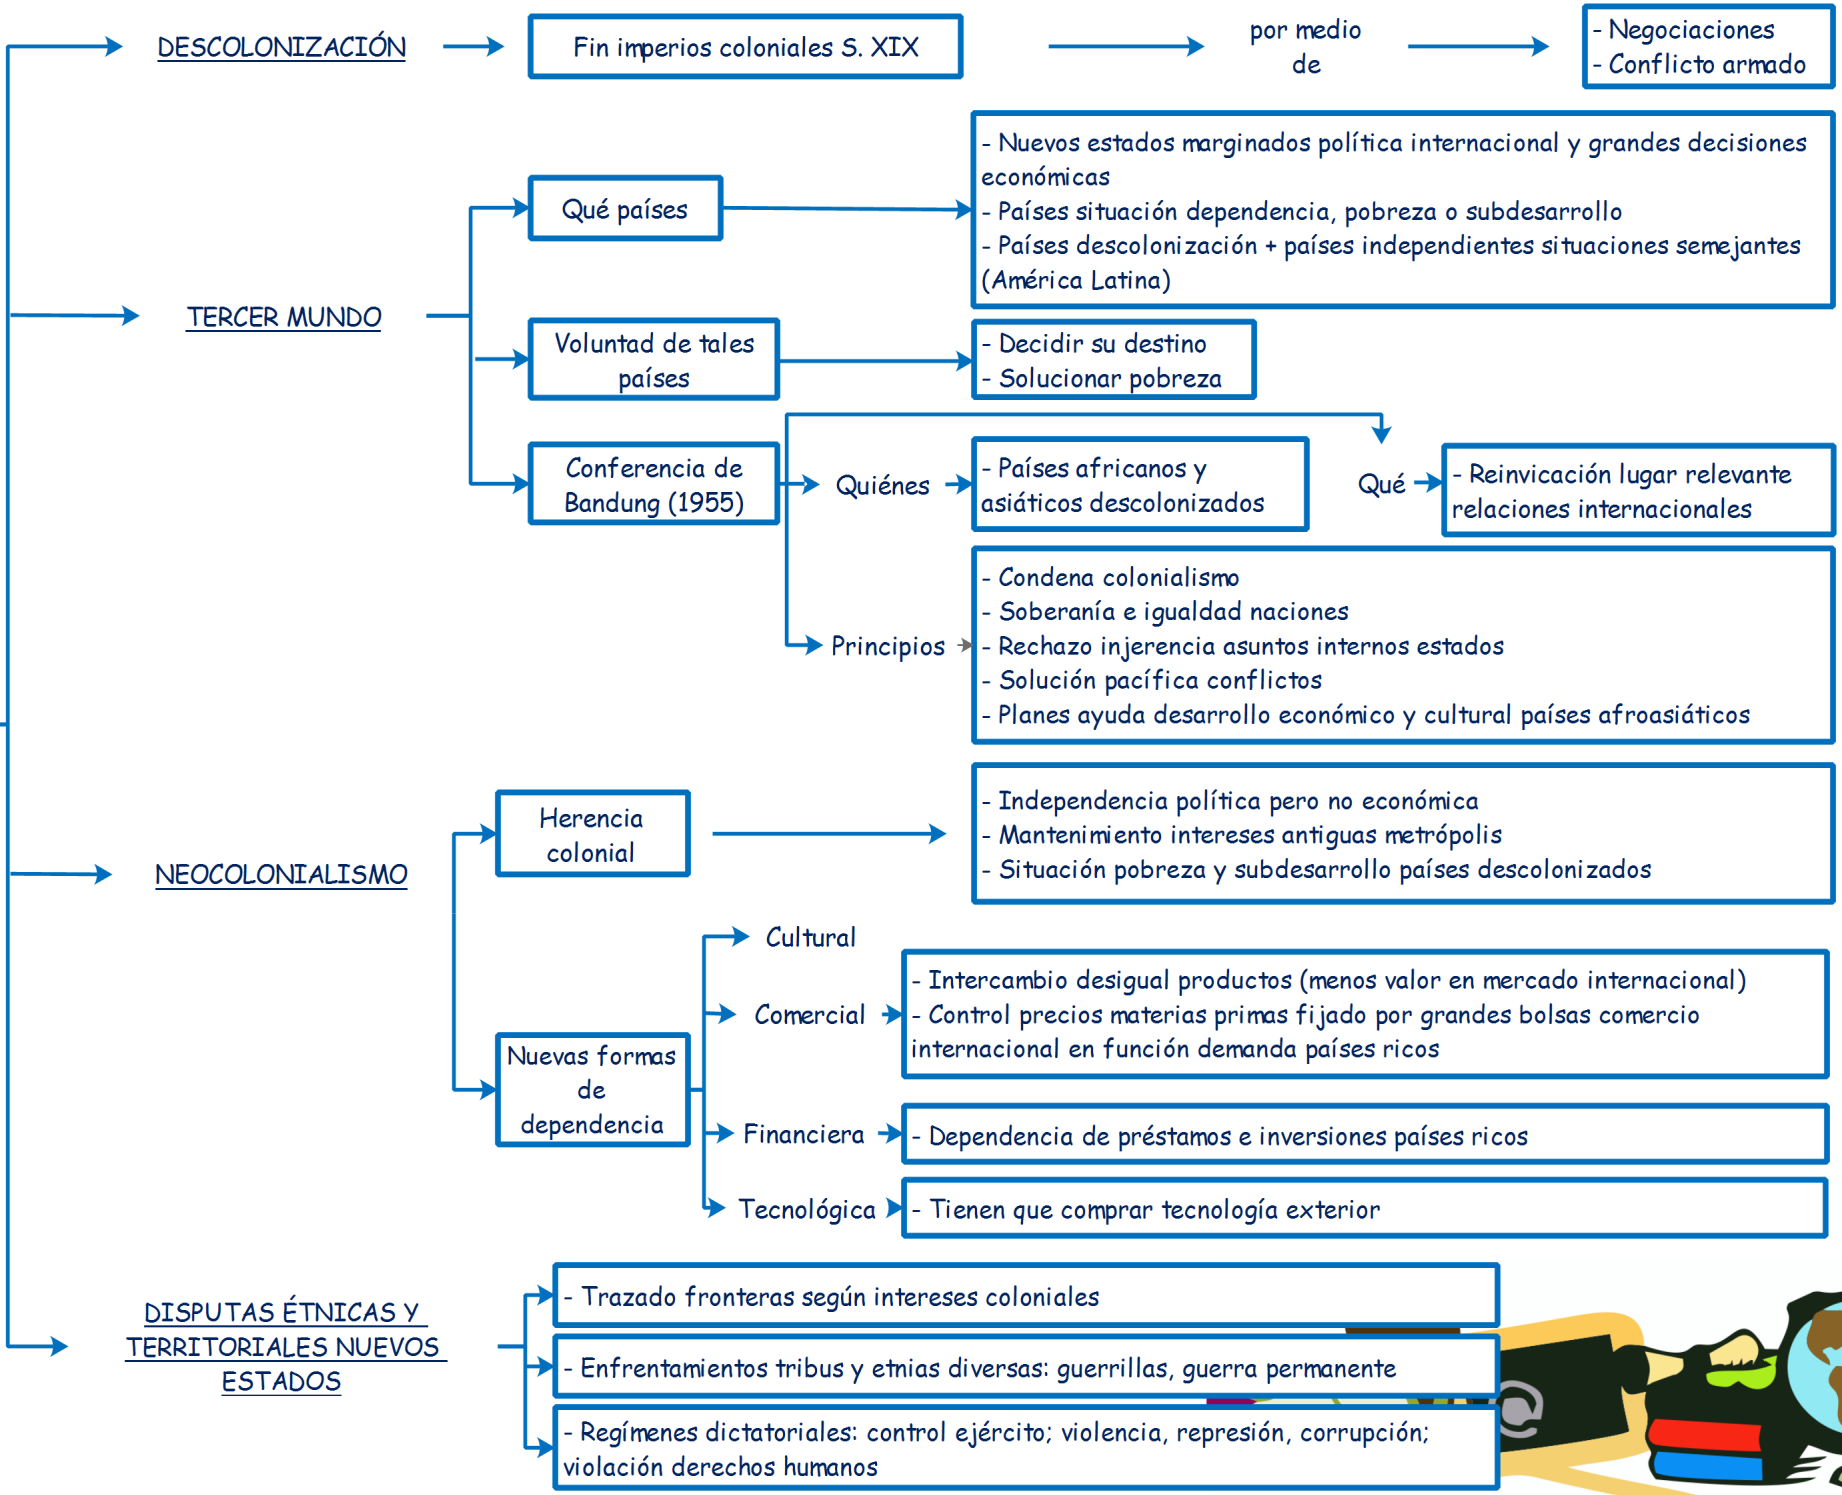 DESCOLONIZACIÓN
Fin imperios coloniales S. XIX
por medio
de
- Negociaciones
- Conflicto armado
TERCER MUNDO
Qué países
- Nuevos estados marginados política internacional y grandes decisiones
económicas
- Países situación dependencia, pobreza o subdesarrollo
- Países descolonización + países independientes situaciones semejantes
(América Latina)
Voluntad de tales
países
- Decidir su destino
- Solucionar pobreza
Conferencia de
Bandung (1955)
Quiénes
- Países africanos y
asiáticos descolonizados
Qué
- Reinvicación lugar relevante
relaciones internacionales
Principios
- Condena colonialismo
- Soberanía e igualdad naciones
- Rechazo injerencia asuntos internos estados
- Solución pacífica conflictos
- Planes ayuda desarrollo económico y cultural países afroasiáticos
NEOCOLONIALISMO
Herencia
colonial
- Independencia política pero no económica
- Mantenimiento intereses antiguas metrópolis
- Situación pobreza y subdesarrollo países descolonizados
Nuevas formas
de
dependencia
Cultural
Comercial
- Intercambio desigual productos (menos valor en mercado internacional)
- Control precios materias primas fijado por grandes bolsas comercio
internacional en función demanda países ricos
Financiera
- Dependencia de préstamos e inversiones países ricos
Tecnológica
- Tienen que comprar tecnología exterior
DISPUTAS ÉTNICAS Y
TERRITORIALES NUEVOS
ESTADOS
- Trazado fronteras según intereses coloniales
- Enfrentamientos tribus y etnias diversas: guerrillas, guerra permanente
- Regímenes dictatoriales: control ejército; violencia, represión, corrupción;
violación derechos humanos
@